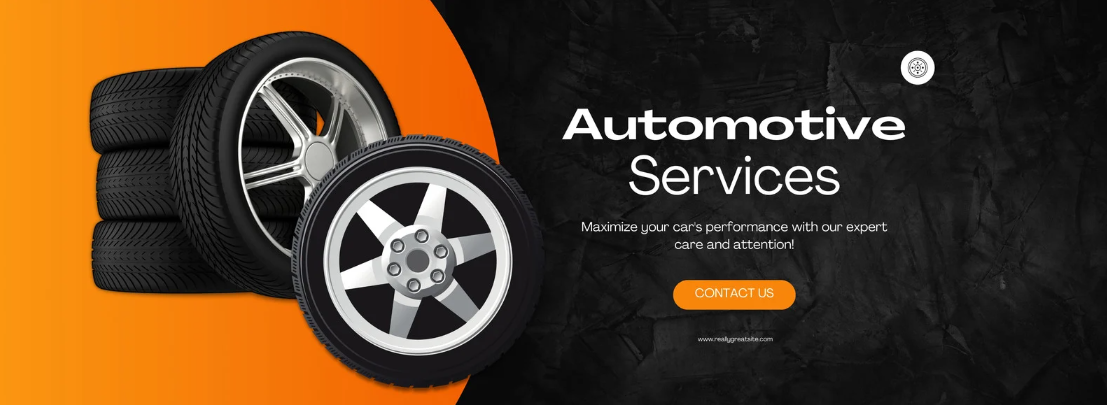 Automotive
Services
Maximize your car's performance with our expert
care and attention!
CONTACT US
www.reallygreatsite.com